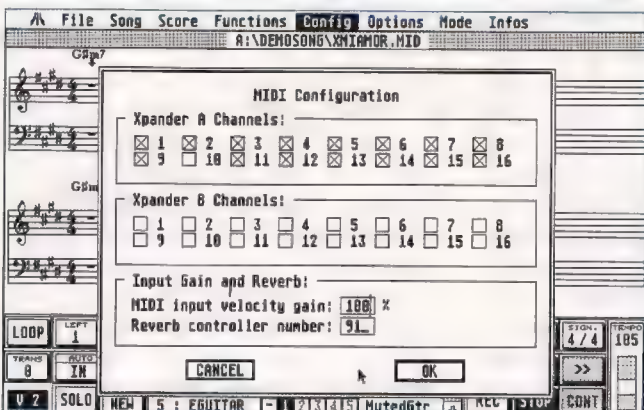 File Song Score Functions Config Options Mode Infos
A:\DEMOSONG\XMIAMOR.MID
G#m7
MIDI Configuration
Xpander A Channels:
1 2 3 4 5 6 7 8
9 10 11 12 13 14 15 16
G#m
Xpander B Channels:
1 2 3 4 5 6 7 8
9 10 11 12 13 14 15 16
Input Gain and Reverb:
MIDI input velocity gain: 100 %
Reverb controller number: 91_
LOOP LEFT 1 SIGN. 4/4 TEMPO 105
TRANS 0 AUTO IN >>
CANCEL OK
V 2 SOLO NEW 5 : EGUITAR - 1 2 3 4 5 MutedGtr REC STOP CONT